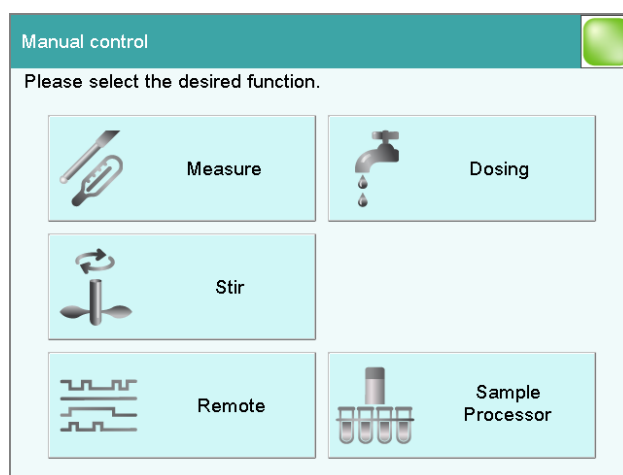 Manual control
Please select the desired function.
Measure
Dosing
Stir
Remote
Sample
Processor